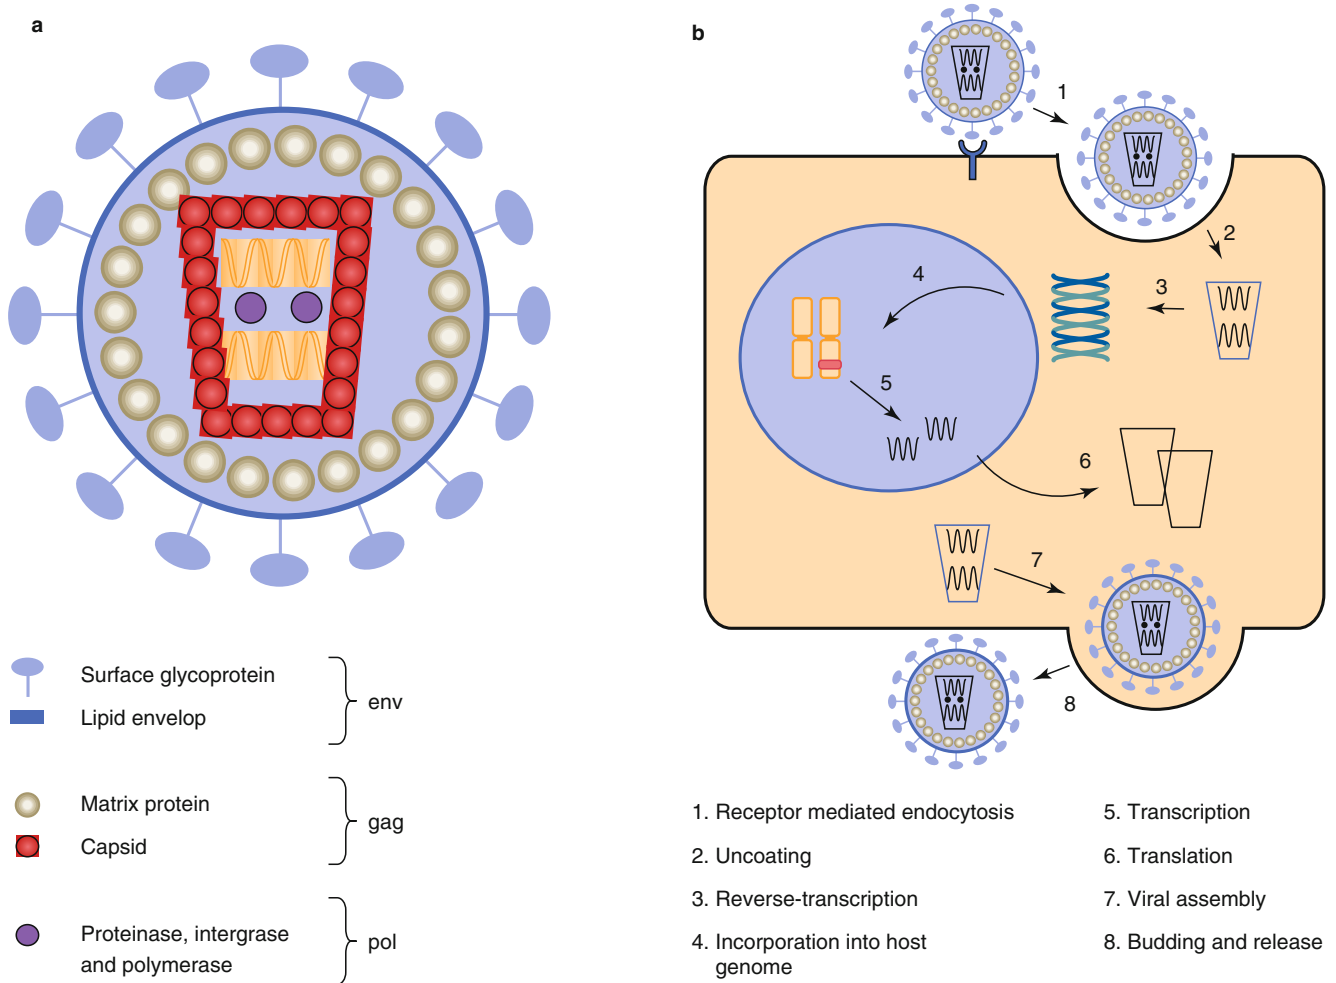 a
Surface glycoprotein
Lipid envelop
env
Matrix protein
Capsid
gag
Proteinase, intergrase
and polymerase
pol
b
1
2
3
4
5
6
7
8
1. Receptor mediated endocytosis
2. Uncoating
3. Reverse-transcription
4. Incorporation into host
genome
5. Transcription
6. Translation
7. Viral assembly
8. Budding and release